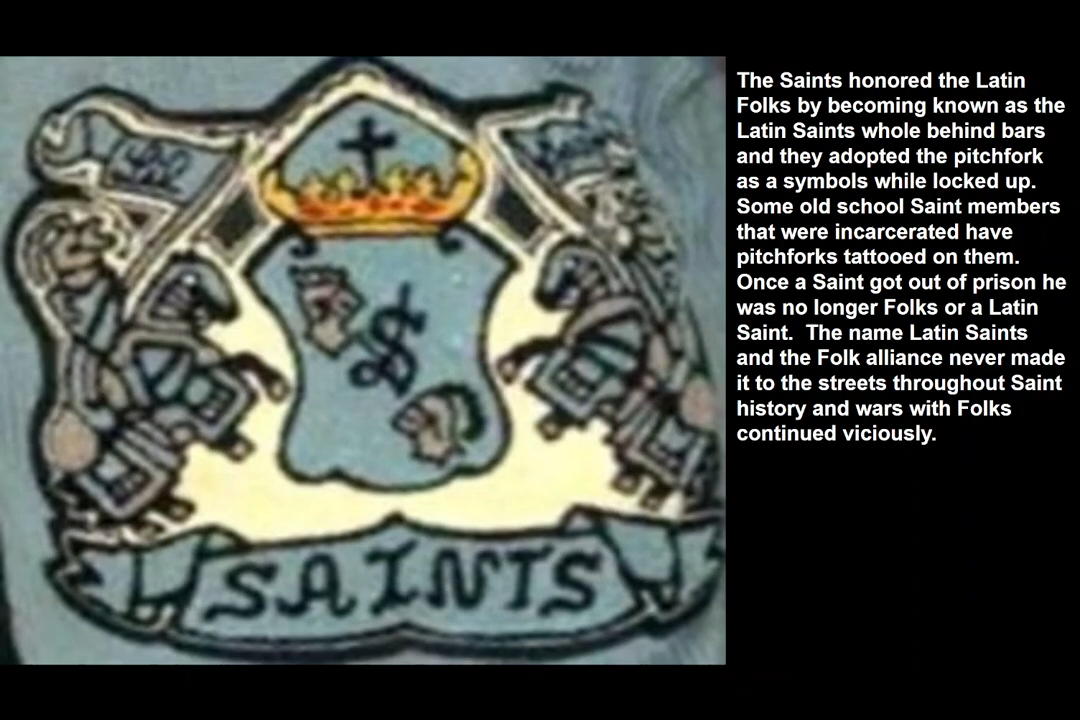 The Saints honored the Latin
Folks by becoming known as the
Latin Saints whole behind bars
and they adopted the pitchfork
as a symbols while locked up.
Some old school Saint members
that were incarcerated have
pitchforks tattooed on them.
Once a Saint got out of prison he
was no longer Folks or a Latin
Saint.  The name Latin Saints
and the Folk alliance never made
it to the streets throughout Saint
history and wars with Folks
continued viciously.
$
SAINTS